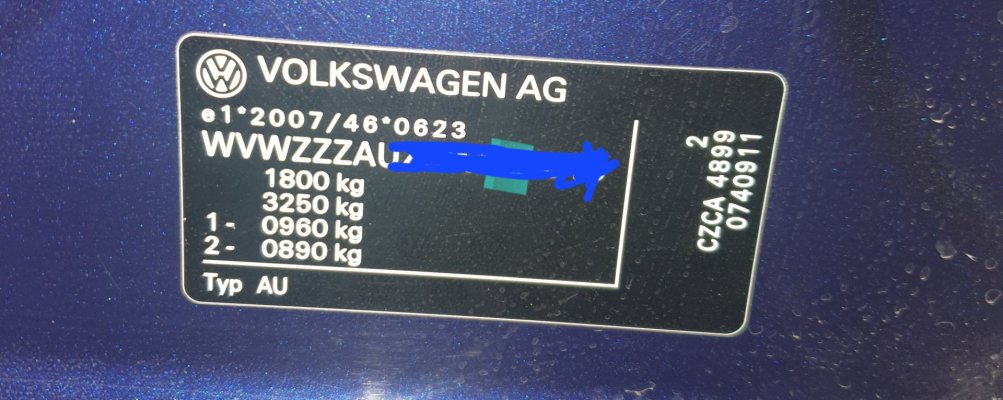 VOLKSWAGEN AG
e1*2007/46*0623
WVWZZZAU
1800 kg
3250 kg
1- 0960 kg
2- 0890 kg
Typ AU
2
CZCA 4899
0740911